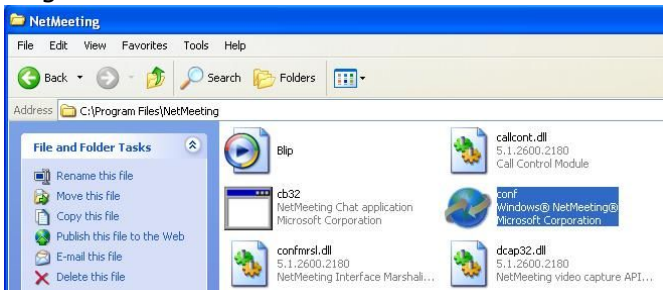 NetMeeting
File Edit View Favorites Tools Help
Back Search Folders
Address C:\Program Files\NetMeeting
File and Folder Tasks
Rename this file
Move this file
Copy this file
Publish this file to the Web
E-mail this file
Delete this file
Blip
callcont.dll
5.1.2600.2180
Call Control Module
cb32
NetMeeting Chat application
Microsoft Corporation
conf
Windows® NetMeeting®
Microsoft Corporation
confmrsl.dll
5.1.2600.2180
NetMeeting Interface Marshali...
dcap32.dll
5.1.2600.2180
NetMeeting video capture API...